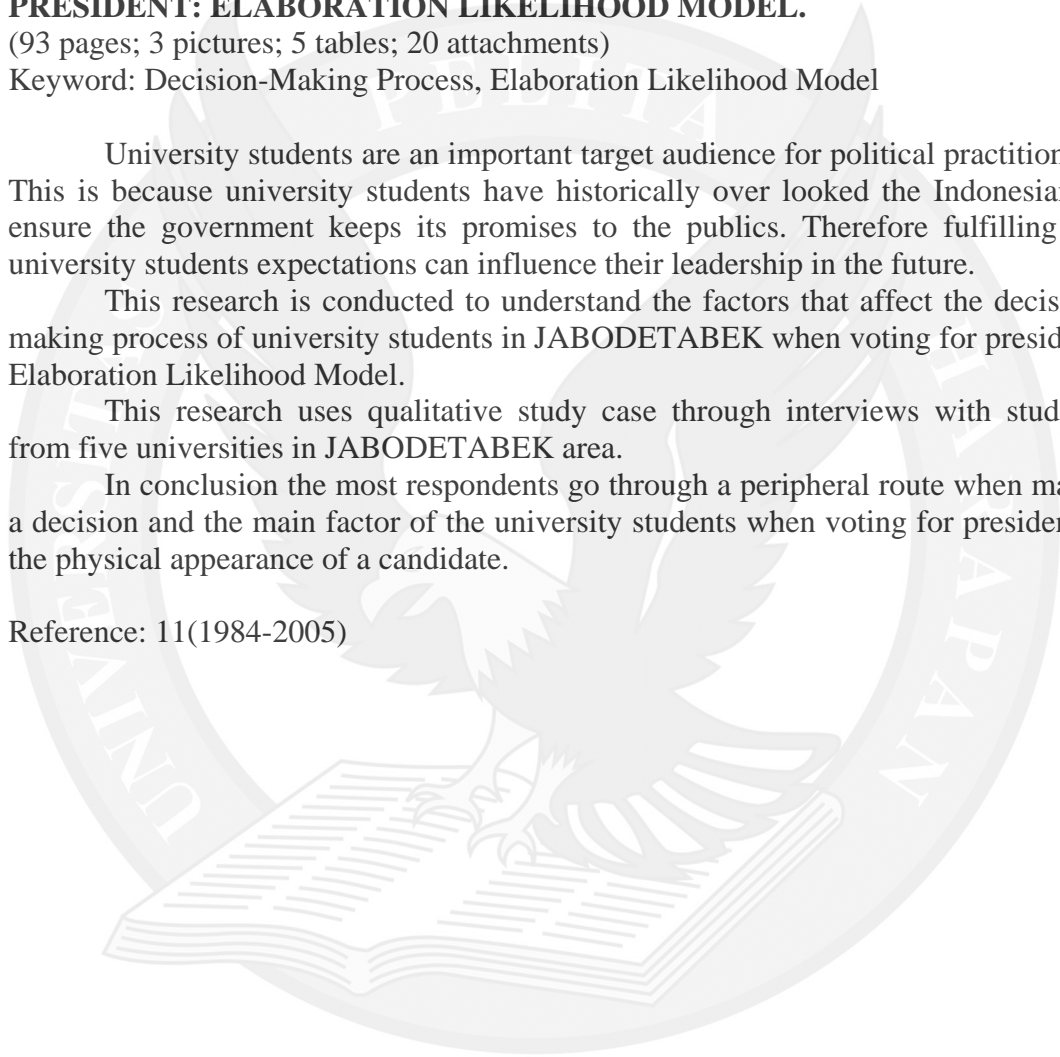 PRESIDENT: ELABORATION LIKELIHOOD MODEL.
(93 pages; 3 pictures; 5 tables; 20 attachments)
Keyword: Decision-Making Process, Elaboration Likelihood Model
University students are an important target audience for political practition
This is because university students have historically over looked the Indonesian
ensure the government keeps its promises to the publics. Therefore fulfilling
university students expectations can influence their leadership in the future.
This research is conducted to understand the factors that affect the decis
making process of university students in JABODETABEK when voting for presid
Elaboration Likelihood Model.
This research uses qualitative study case through interviews with stud
from five universities in JABODETABEK area.
In conclusion the most respondents go through a peripheral route when ma
a decision and the main factor of the university students when voting for presiden
the physical appearance of a candidate.
Reference: 11(1984-2005)
UNIVERSITAS
PELITA
HARAPAN